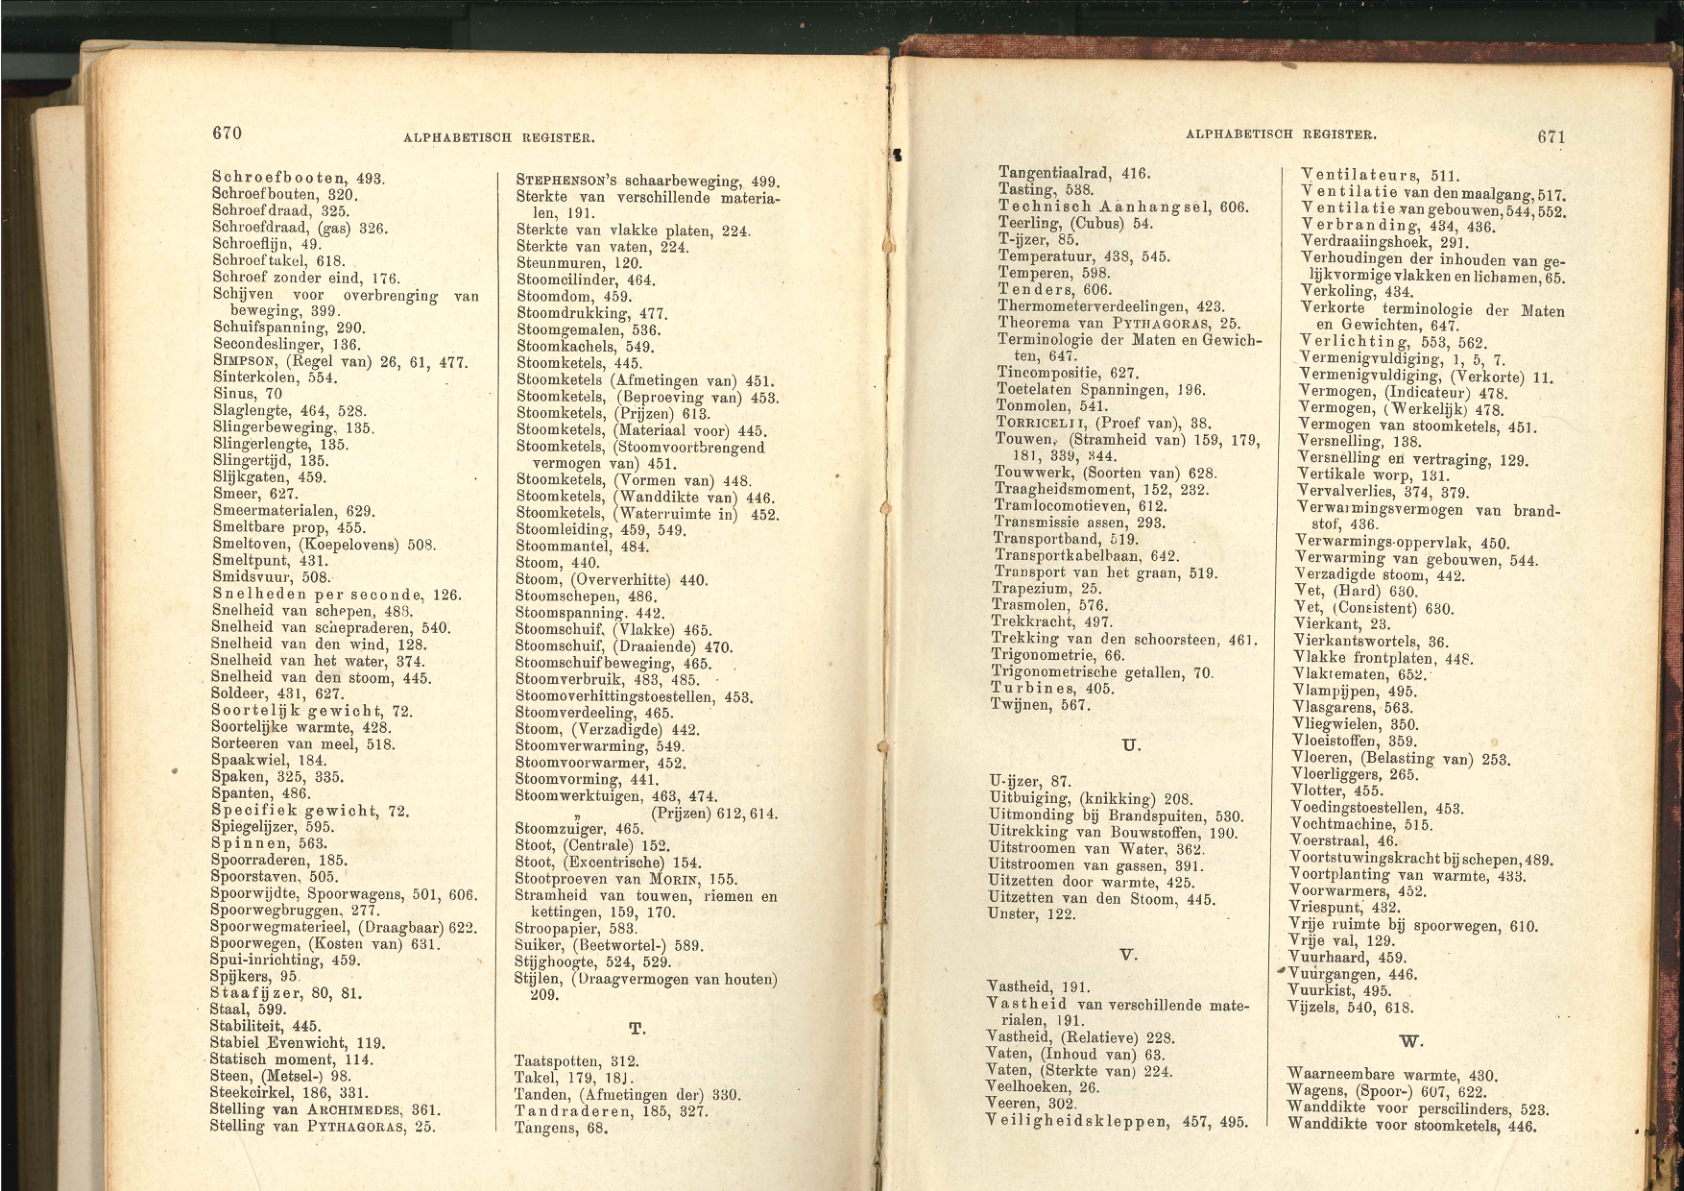 670
ALPHABETISCH REGISTER.
Schroefbooten, 493.
Schroefbouten, 320.
Schroefdraad, 325.
Schroefdraad, (gas) 326.
Schroeflijn, 49.
Schroeftakel, 618.
Schroef zonder eind, 176.
Schijven voor overbrenging van
beweging, 399.
Schuifspanning, 290.
Secondeslinger, 136.
SIMPSON, (Regel van) 26, 61, 477.
Sinterkolen, 554.
Sinus, 70
Slaglengte, 464, 528.
Slingerbeweging, 135.
Slingerlengte, 135.
Slingertijd, 135.
Slijkgaten, 459.
Smeer, 627.
Smeermaterialen, 629.
Smeltbare prop, 455.
Smeltoven, (Koepelovens) 508.
Smeltpunt, 431.
Smidsvuur, 508.
Snelheden per seconde, 126.
Snelheid van schepen, 488.
Snelheid van schepraderen, 540.
Snelheid van den wind, 128.
Snelheid van het water, 374.
Snelheid van den stoom, 445.
Soldeer, 431, 627.
Soortelijk gewicht, 72.
Soortelijke warmte, 428.
Sorteeren van meel, 518.
Spaakwiel, 184.
Spaken, 325, 335.
Spanten, 486.
Specifiek gewicht, 72.
Spiegelijzer, 595.
Spinnen, 563.
Spoorraderen, 185.
Spoorstaven, 505.
Spoorwijdte, Spoorwagens, 501, 606.
Spoorwegbruggen, 277.
Spoorwegmaterieel, (Draagbaar) 622.
Spoorwegen, (Kosten van) 631.
Spui-inrichting, 459.
Spijkers, 95
Staafijzer, 80, 81.
Staal, 599.
Stabiliteit, 445.
Stabiel Evenwicht, 119.
Statisch moment, 114.
Steen, (Metsel-) 98.
Steekcirkel, 186, 331.
Stelling van ARCHIMEDES, 361.
Stelling van PYTHAGORAS, 25.
STEPHENSON'S schaarbeweging, 499.
Sterkte van verschillende materia-
len, 191.
Sterkte van vlakke platen, 224.
Sterkte van vaten, 224.
Steunmuren, 120.
Stoomcilinder, 464.
Stoomdom, 459.
Stoomdrukking, 477.
Stoomgemalen, 536.
Stoomkachels, 549.
Stoomketels, 445.
Stoomketels (Afmetingen van) 451.
Stoomketels, (Beproeving van) 453.
Stoomketels, (Prijzen) 613.
Stoomketels, (Materiaal voor) 445.
Stoomketels, (Stoomvoortbrengend
vermogen van) 451.
Stoomketels, (Vormen van) 448.
Stoomketels, (Wanddikte van) 446.
Stoomketels, (Waterruimte in) 452.
Stoomleiding, 459, 549.
Stoommantel, 484.
Stoom, 440.
Stoom, (Oververhitte) 440.
Stoomschepen, 486.
Stoomspanning. 442.
Stoomschuif, (Vlakke) 465.
Stoomschuif, (Draaiende) 470.
Stoomschuifbeweging, 465.
Stoomverbruik, 483, 485.
Stoomoverhittingstoestellen, 453.
Stoomverdeeling, 465.
Stoom, (Verzadigde) 442.
Stoomverwarming, 549.
Stoomvoorwarmer, 452.
Stoomvorming, 441.
Stoomwerktuigen, 463, 474.
„ (Prijzen) 612, 614.
Stoomzuiger, 465.
Stoot, (Centrale) 152.
Stoot, (Excentrische) 154.
Stootproeven van MORIN, 155.
Stramheid van touwen, riemen en
kettingen, 159, 170.
Stroopapier, 583.
Suiker, (Beetwortel-) 589.
Stijghoogte, 524, 529.
Stijlen, (Draagvermogen van houten)
209.
T.
Taatspotten, 312.
Takel, 179, 181.
Tanden, (Afmetingen der) 330.
Tandraderen, 185, 327.
Tangens, 68.
ALPHABETISCH REGISTER.
671
Tangentiaalrad, 416.
Tasting, 538.
Technisch Aanhangsel, 606.
Teerling, (Cubus) 54.
T-ijzer, 85.
Temperatuur, 438, 545.
Temperen, 598.
Tenders, 606.
Thermometerverdeelingen, 423.
Theorema van PYTHAGORAS, 25.
Terminologie der Maten en Gewich-
ten, 647.
Tincompositie, 627.
Toetelaten Spanningen, 196.
Tonmolen, 541.
TORRICELII, (Proef van), 38.
Touwen, (Stramheid van) 159, 179,
181, 339, 344.
Touwwerk, (Soorten van) 628.
Traagheidsmoment, 152, 232.
Tramlocomotieven, 612.
Transmissie assen, 293.
Transportband, 519.
Transportkabelbaan, 642.
Transport van het graan, 519.
Trapezium, 25.
Trasmolen, 576.
Trekkracht, 497.
Trekking van den schoorsteen, 461.
Trigonometrie, 66.
Trigonometrische getallen, 70.
Turbines, 405.
Twijnen, 567.
U.
U-ijzer, 87.
Uitbuiging, (knikking) 208.
Uitmonding bij Brandspuiten, 530.
Uitrekking van Bouwstoffen, 190.
Uitstroomen van Water, 362.
Uitstroomen van gassen, 391.
Uitzetten door warmte, 425.
Uitzetten van den Stoom, 445.
Unster, 122.
V.
Vastheid, 191.
Vastheid van verschillende mate-
rialen, 191.
Vastheid, (Relatieve) 228.
Vaten, (Inhoud van) 63.
Vaten, (Sterkte van) 224.
Veelhoeken, 26.
Veeren, 302.
Veiligheidskleppen, 457, 495.
Ventilateurs, 511.
Ventilatie van den maalgang, 517.
Ventilatie van gebouwen, 544, 552.
Verbranding, 434, 436.
Verdraaiingshoek, 291.
Verhoudingen der inhouden van ge-
lijkvormige vlakken en lichamen, 65.
Verkoling, 434.
Verkorte terminologie der Maten
en Gewichten, 647.
Verlichting, 553, 562.
Vermenigvuldiging, 1, 5, 7.
Vermenigvuldiging, (Verkorte) 11.
Vermogen, (Indicateur) 478.
Vermogen, (Werkelijk) 478.
Vermogen van stoomketels, 451.
Versnelling, 138.
Versnelling en vertraging, 129.
Vertikale worp, 131.
Vervalverlies, 374, 379.
Verwarmingsvermogen van brand-
stof, 436.
Verwarmings-oppervlak, 450.
Verwarming van gebouwen, 544.
Verzadigde stoom, 442.
Vet, (Hard) 630.
Vet, (Consistent) 630.
Vierkant, 23.
Vierkantswortels, 36.
Vlakke frontplaten, 448.
Vlaktematen, 652.
Vlampijpen, 495.
Vlasgarens, 563.
Vliegwielen, 350.
Vloeistoffen, 359.
Vloeren, (Belasting van) 253.
Vloerliggers, 265.
Vlotter, 455.
Voedingstoestellen, 453.
Vochtmachine, 515.
Voerstraal, 46.
Voortstuwingskracht bij schepen, 489.
Voortplanting van warmte, 433.
Voorwarmers, 452.
Vriespunt, 432.
Vrije ruimte bij spoorwegen, 610.
Vrije val, 129.
Vuurhaard, 459.
Vuurgangen, 446.
Vuurkist, 495.
Vijzels, 540, 618.
W.
Waarneembare warmte, 430.
Wagens, (Spoor-) 607, 622.
Wanddikte voor perscilinders, 523.
Wanddikte voor stoomketels, 446.